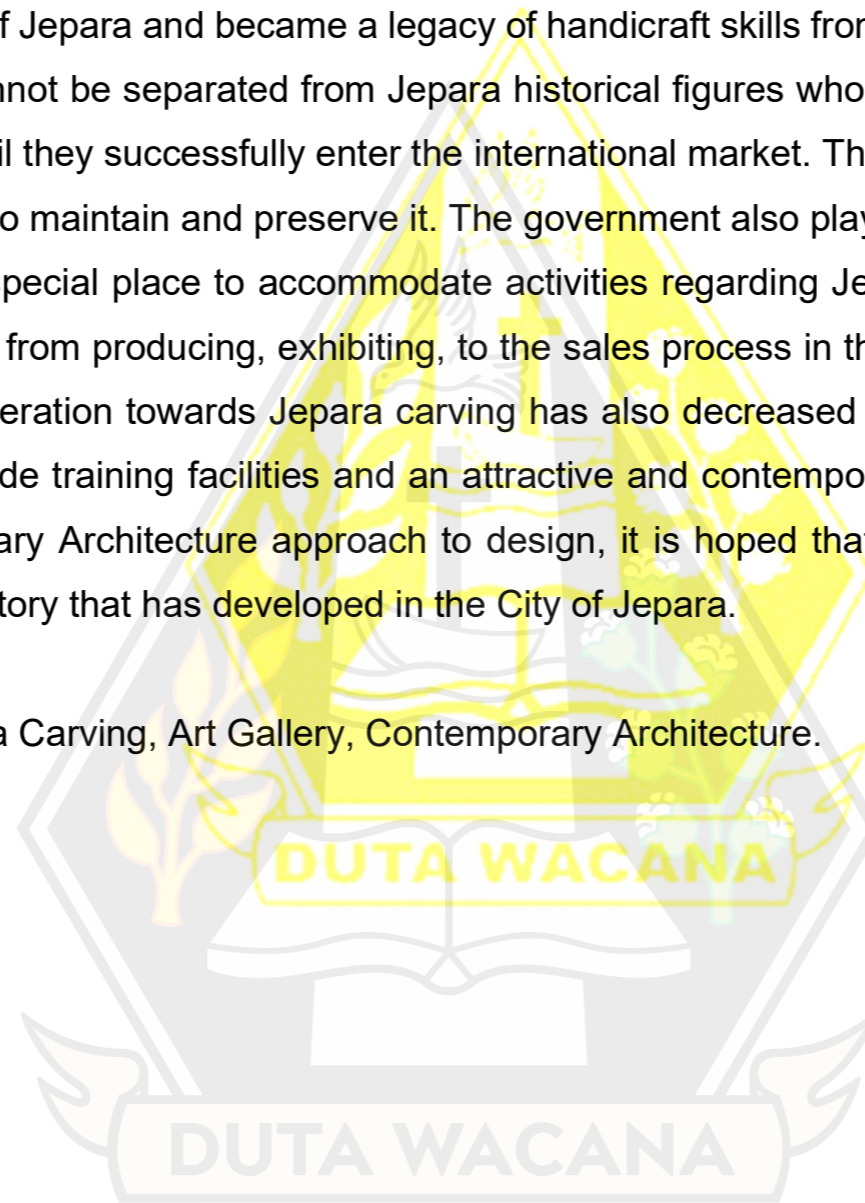 f Jepara and became a legacy of handicraft skills from
nnot be separated from Jepara historical figures who
il they successfully enter the international market. Th
o maintain and preserve it. The government also play
special place to accommodate activities regarding Je
from producing, exhibiting, to the sales process in th
eration towards Jepara carving has also decreased
de training facilities and an attractive and contempo
ary Architecture approach to design, it is hoped that
tory that has developed in the City of Jepara.
a Carving, Art Gallery, Contemporary Architecture.
DUTA WACANA
DUTA WACANA